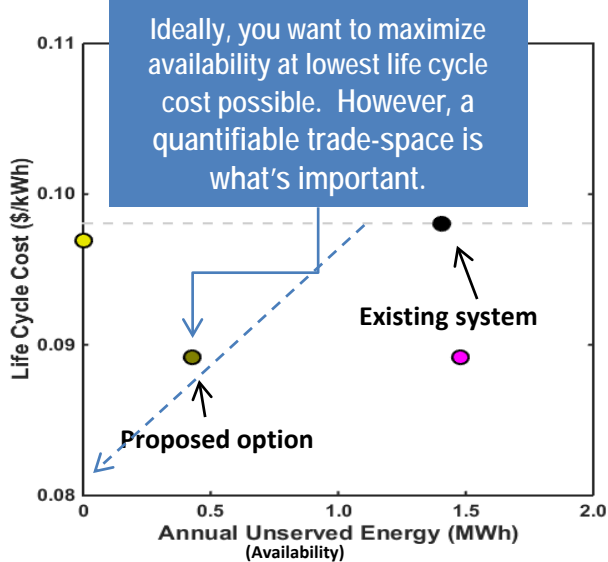 Ideally, you want to maximize
availability at lowest life cycle
cost possible. However, a
quantifiable trade-space is
what's important.
0.11
0.10
0.09
0.08
Life Cycle Cost ($/kWh)
Existing system
Proposed option
0
0.5
1.0
1.5
2.0
Annual Unserved Energy (MWh)
(Availability)